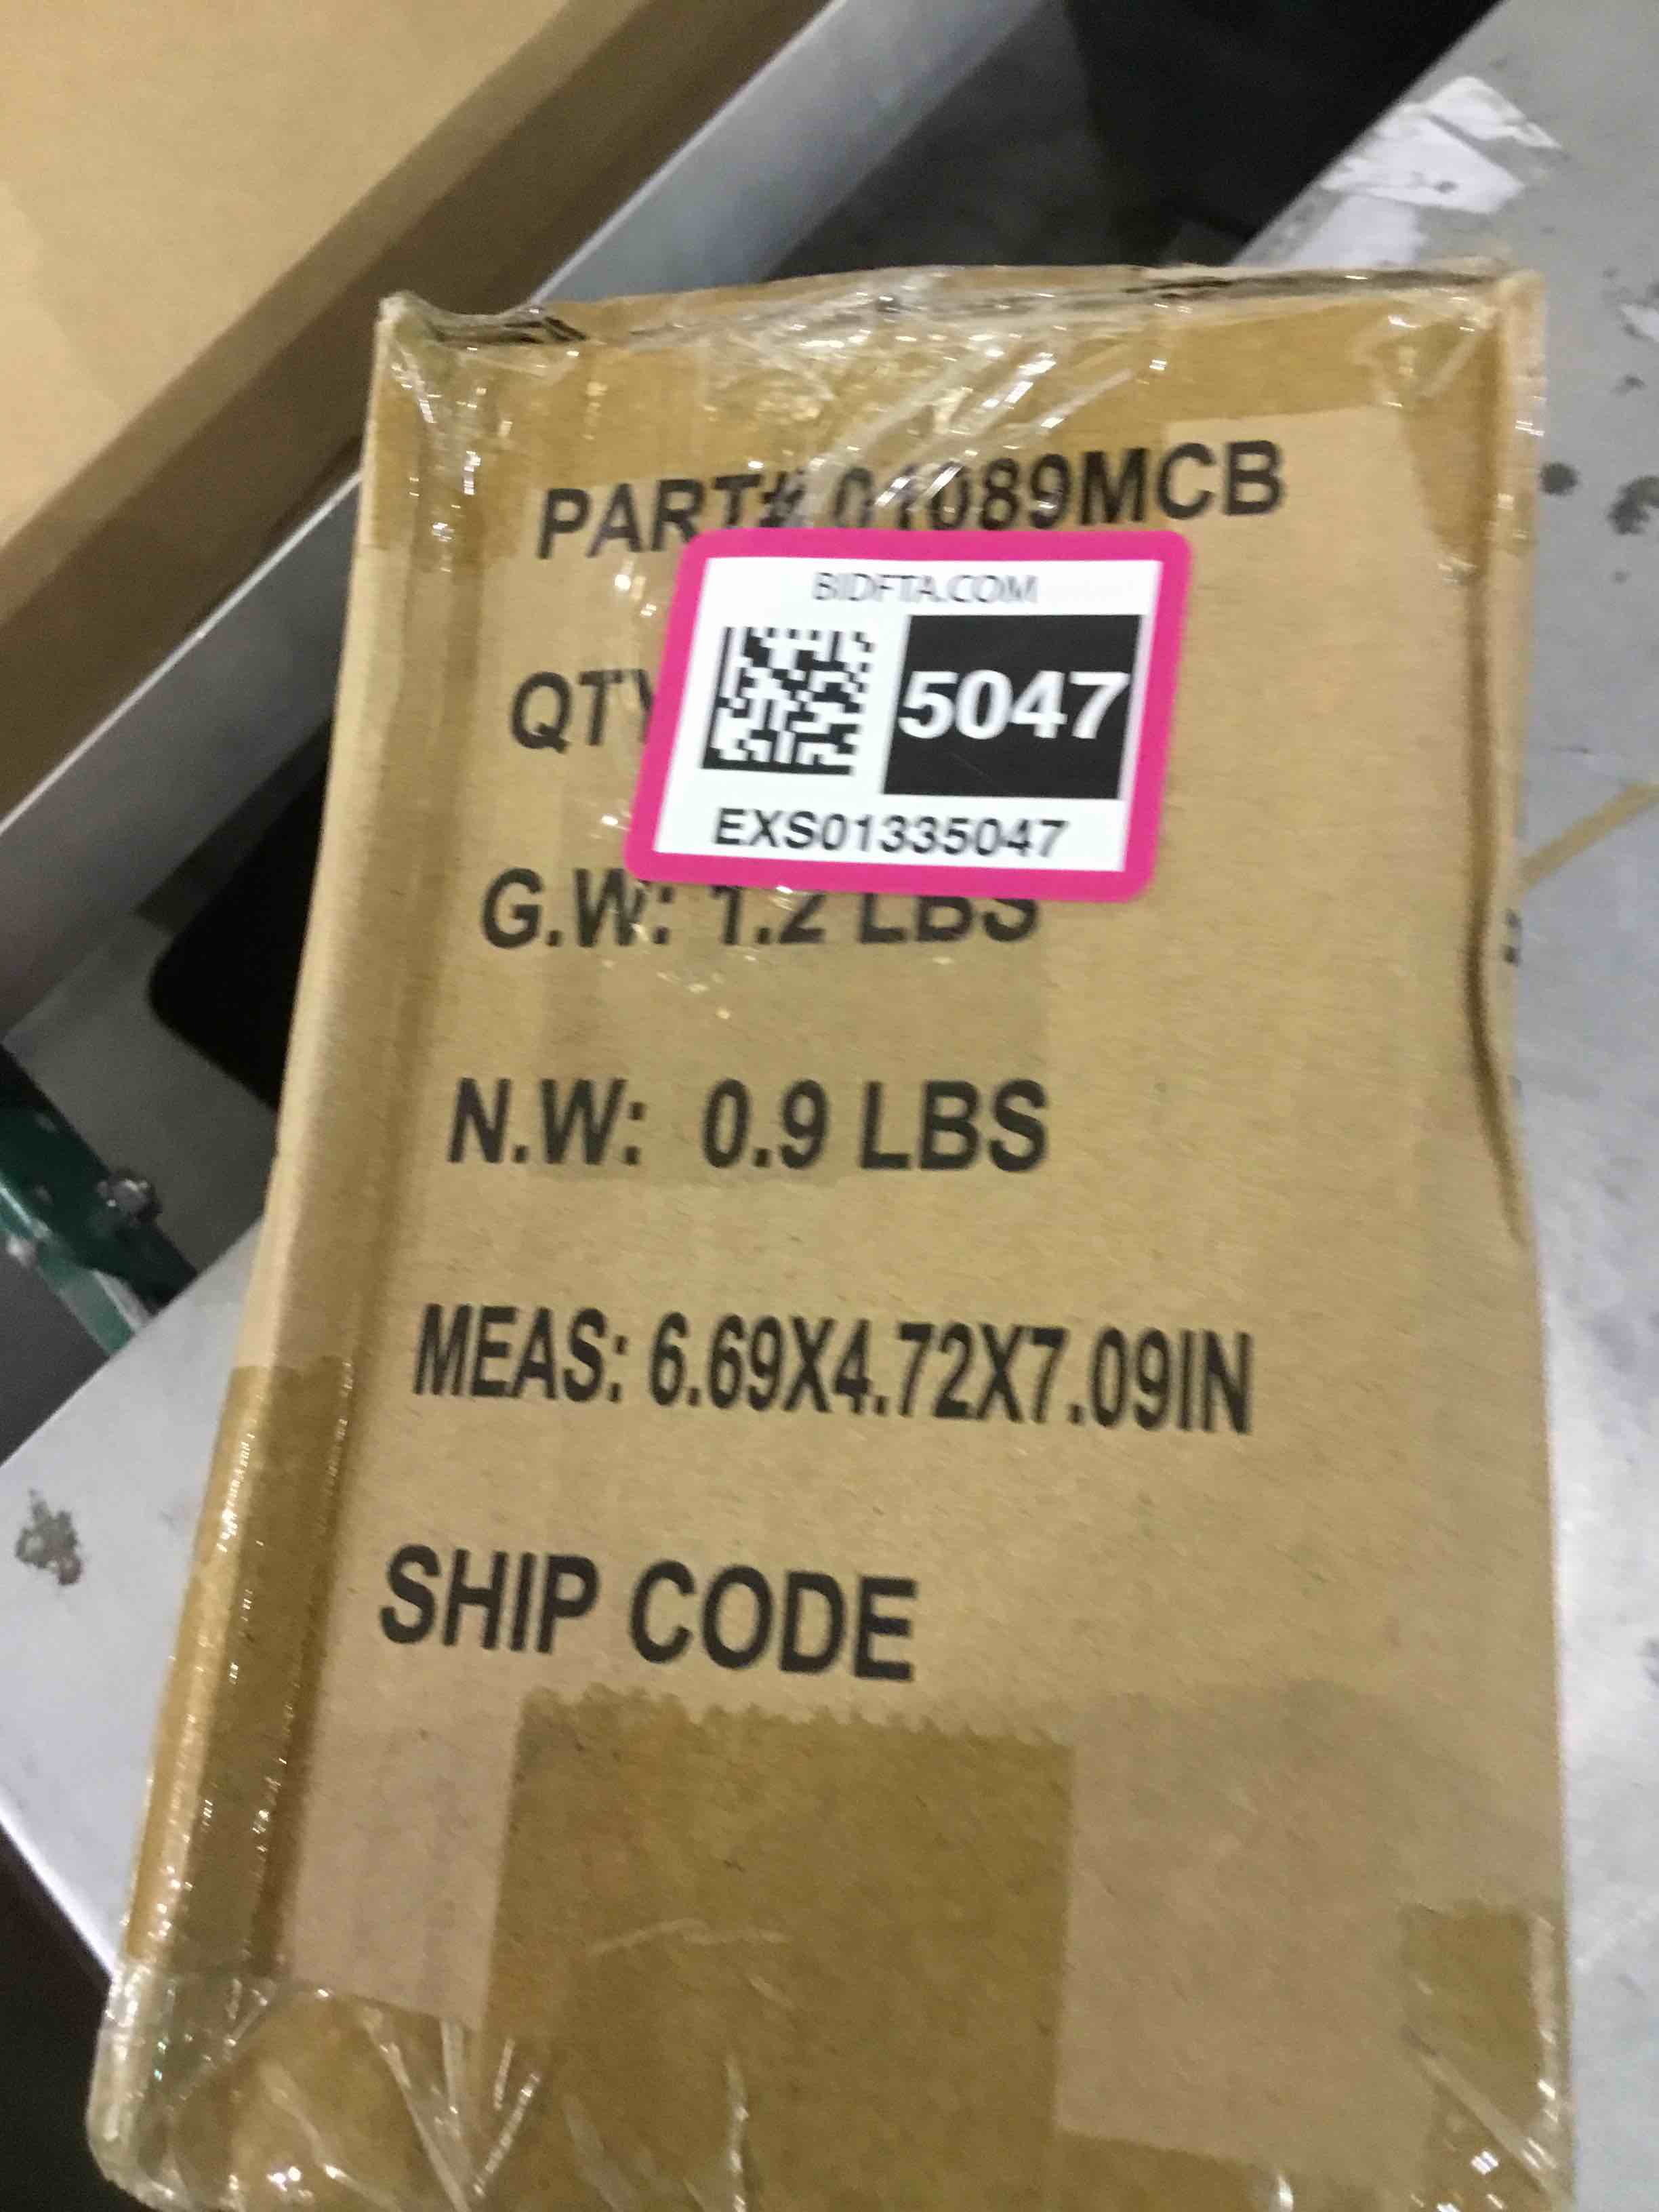 PART# 01089MCB
BIDFTA.COM
5047
QTY
EXS01335047
G.W: 1.2 LBS
N.W: 0.9 LBS
MEAS: 6.69X4.72X7.09IN
SHIP CODE